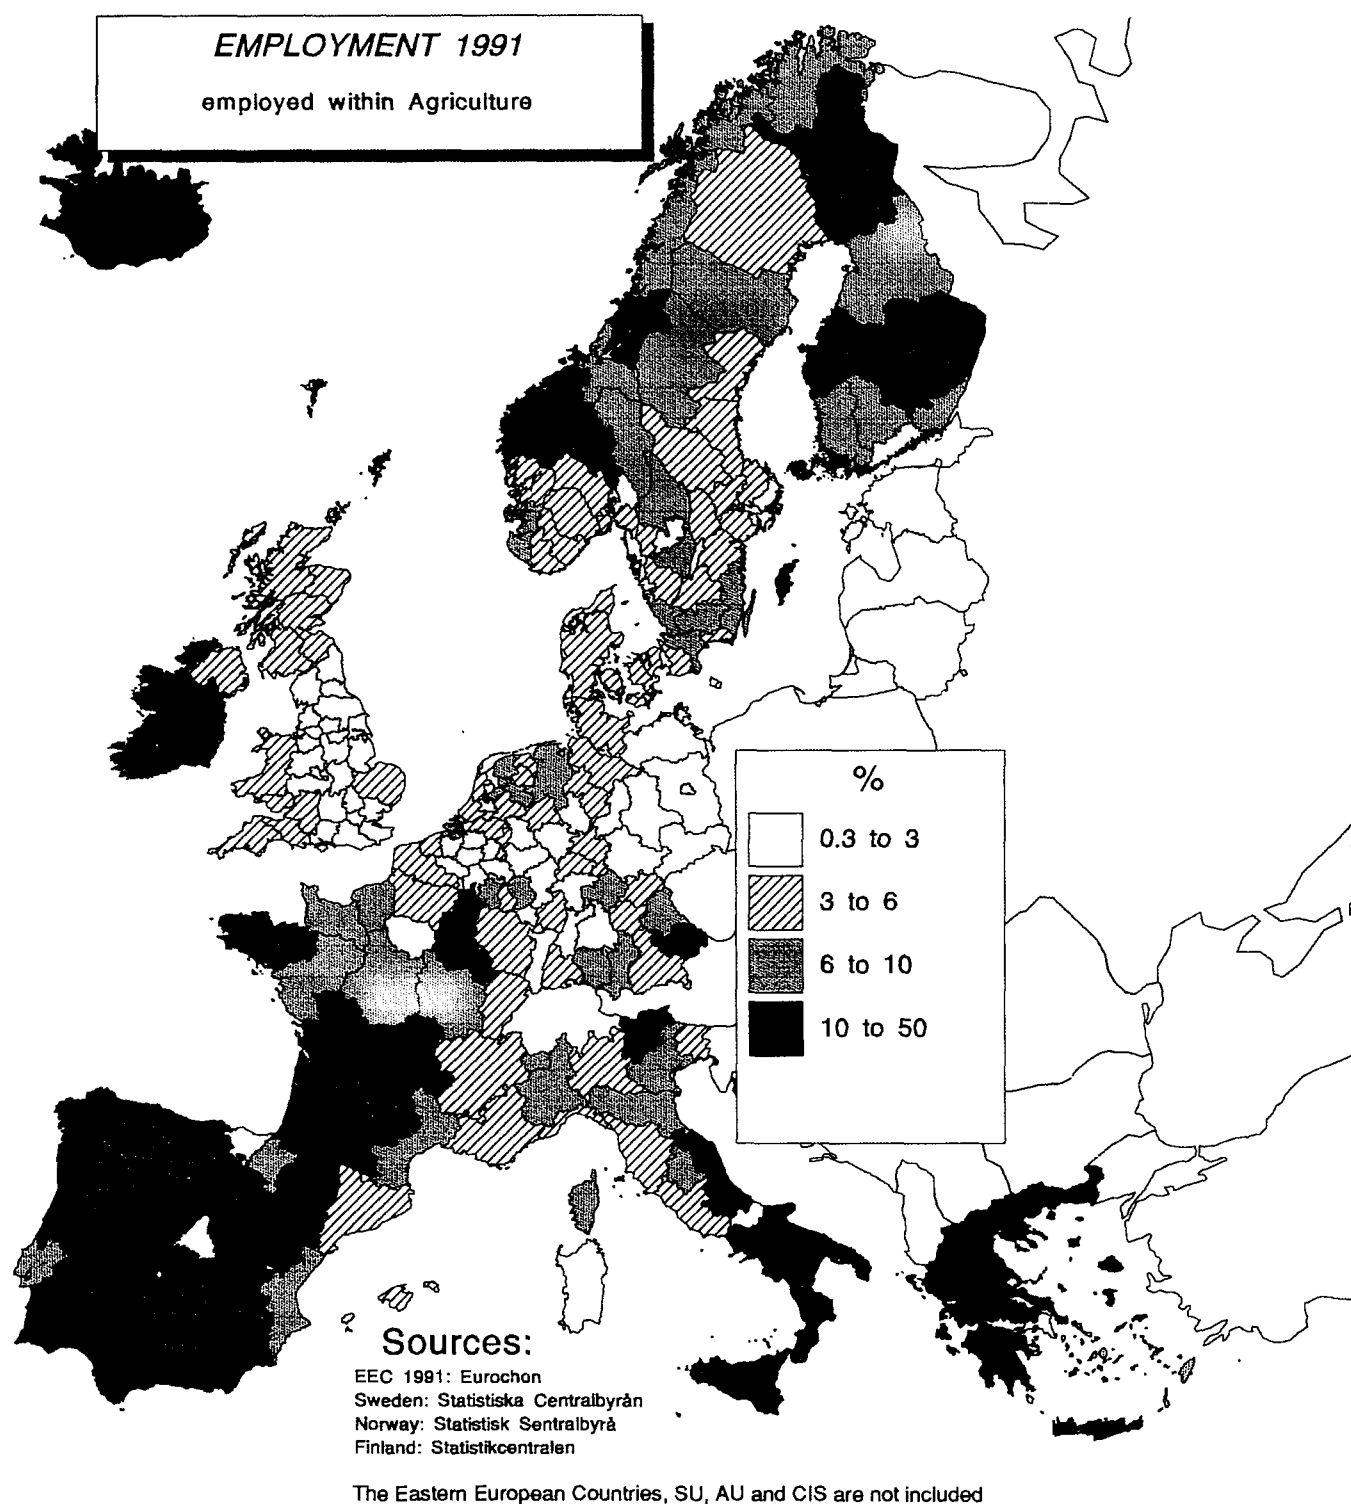 EMPLOYMENT 1991
employed within Agriculture
%
0.3 to 3
3 to 6
6 to 10
10 to 50
Sources:
EEC 1991: Eurochon
Sweden: Statistiska Centralbyrån
Norway: Statistisk Sentralbyrå
Finland: Statistikcentralen
The Eastern European Countries, SU, AU and CIS are not included